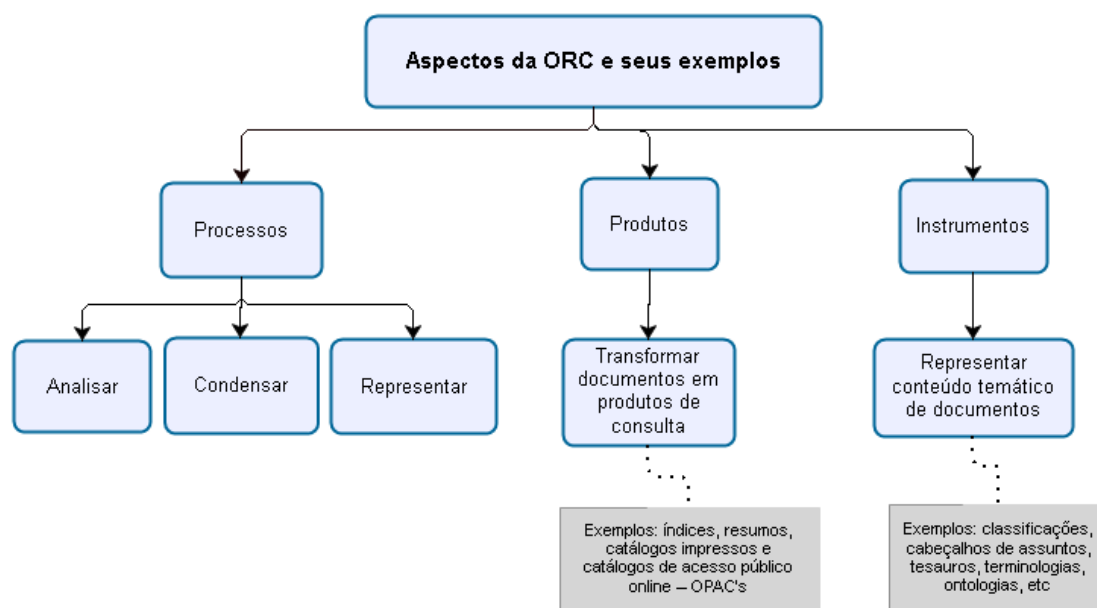 Aspectos da ORC e seus exemplos
Processos
Produtos
Instrumentos
Analisar
Condensar
Representar
Transformar
documentos em
produtos de
consulta
Representar
conteúdo temático
de documentos
Exemplos: índices, resumos,
catálogos impressos e
catálogos de acesso público
online – OPAC's
Exemplos: classificações,
cabeçalhos de assuntos,
tesauros, terminologias,
ontologias, etc